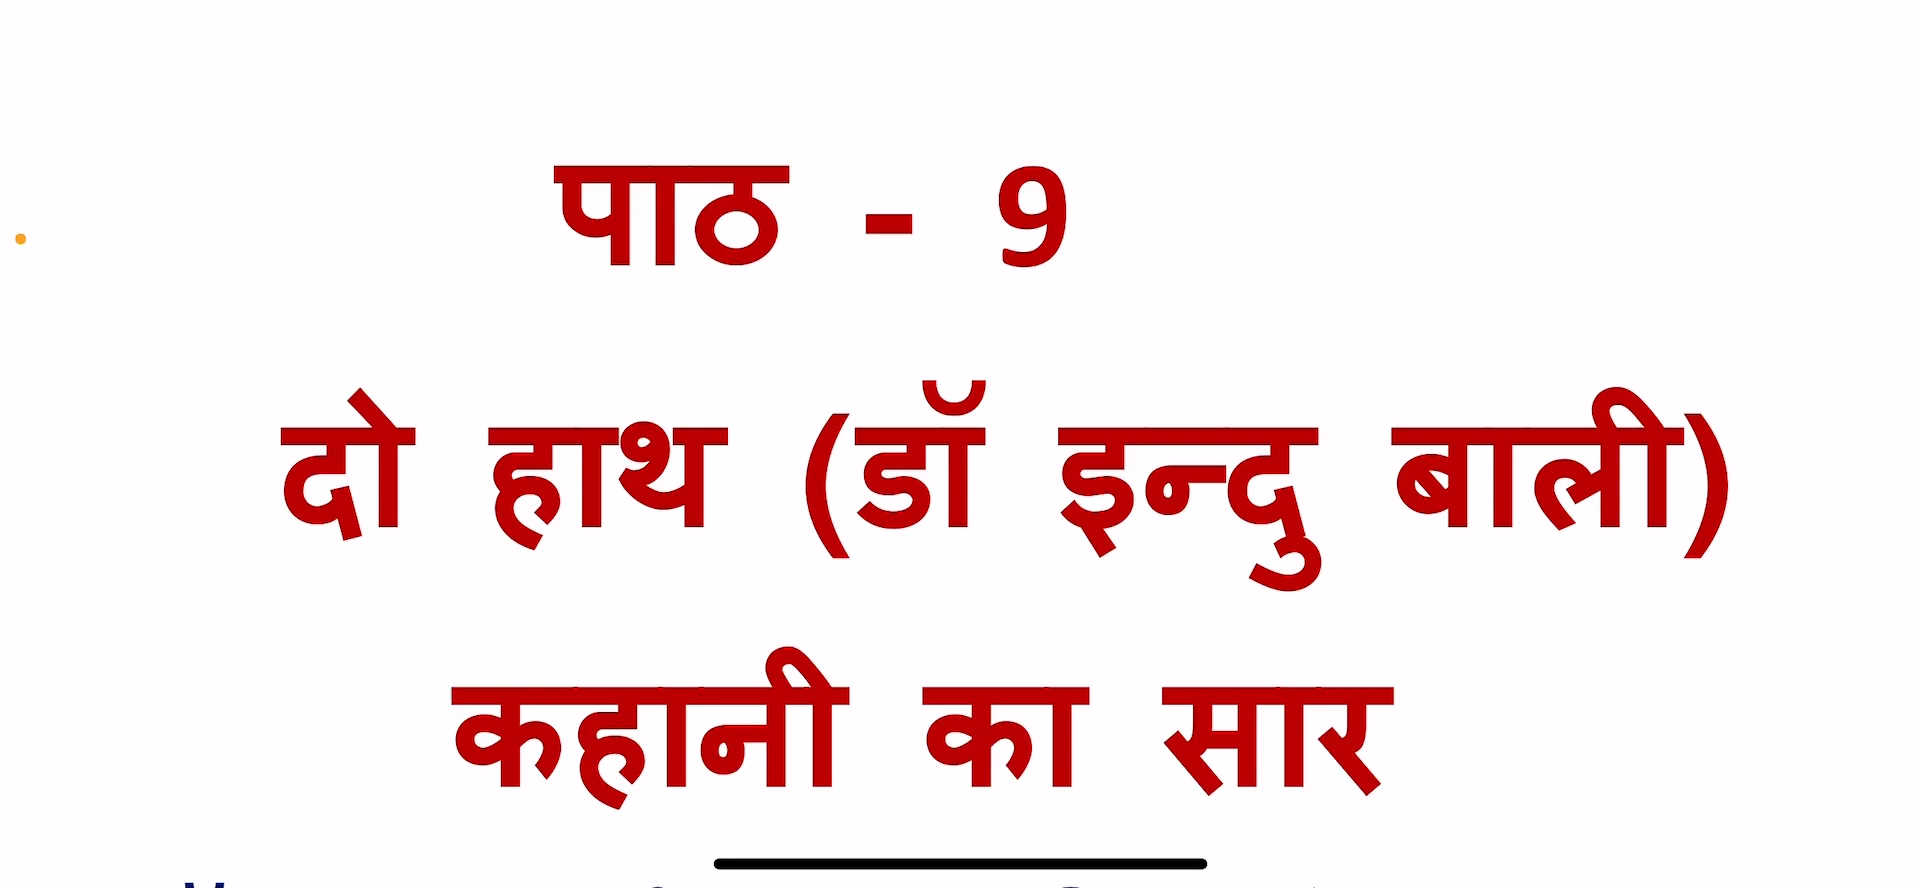 पाठ - 9
दो हाथ (डॉ इन्दु बाली)
कहानी का सार